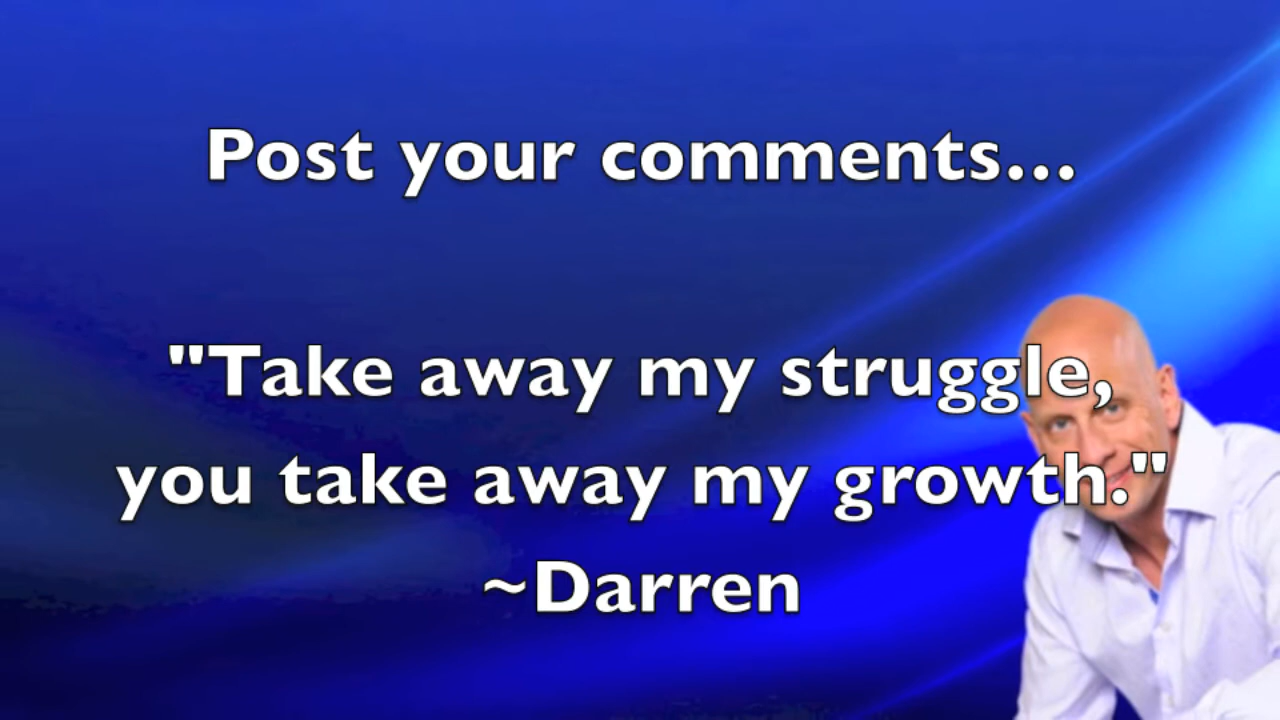 Post your comments...
"Take away my struggle,
you take away my growth."
~Darren